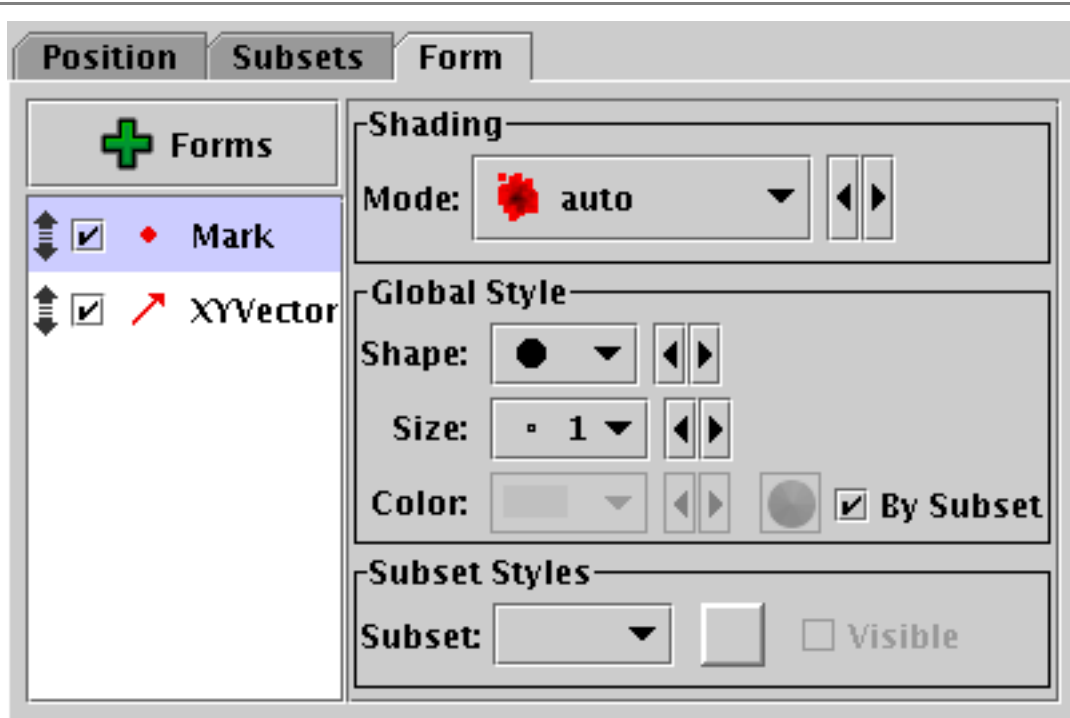 Position Subsets Form
Forms
Mark
XYVector
Shading
Mode: auto
Global Style
Shape:
Size: 1
Color: By Subset
Subset Styles
Subset: Visible